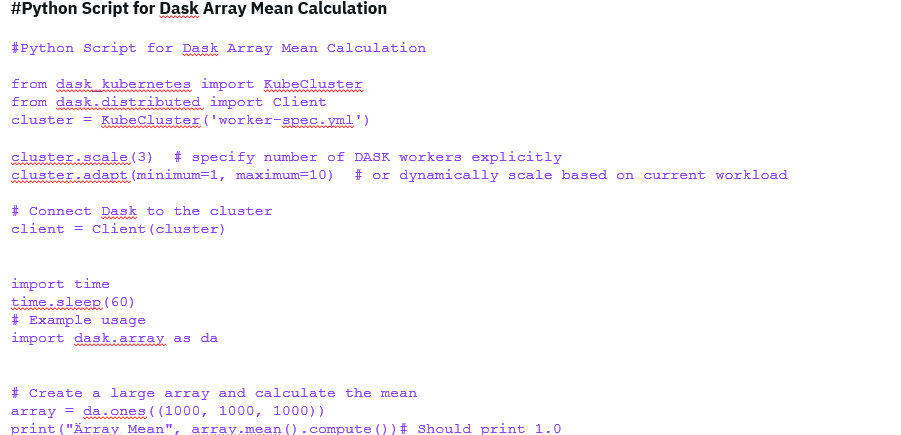 #Python Script for Dask Array Mean Calculation
#Python Script for Dask Array Mean Calculation
from dask_kubernetes import KubeCluster
from dask.distributed import Client
cluster = KubeCluster('worker-spec.yml')
cluster.scale(3)  # specify number of DASK workers explicitly
cluster.adapt(minimum=1, maximum=10)  # or dynamically scale based on current workload
# Connect Dask to the cluster
client = Client(cluster)
import time
time.sleep(60)
# Example usage
import dask.array as da
# Create a large array and calculate the mean
array = da.ones((1000, 1000, 1000))
print("Ärray Mean", array.mean().compute())# Should print 1.0